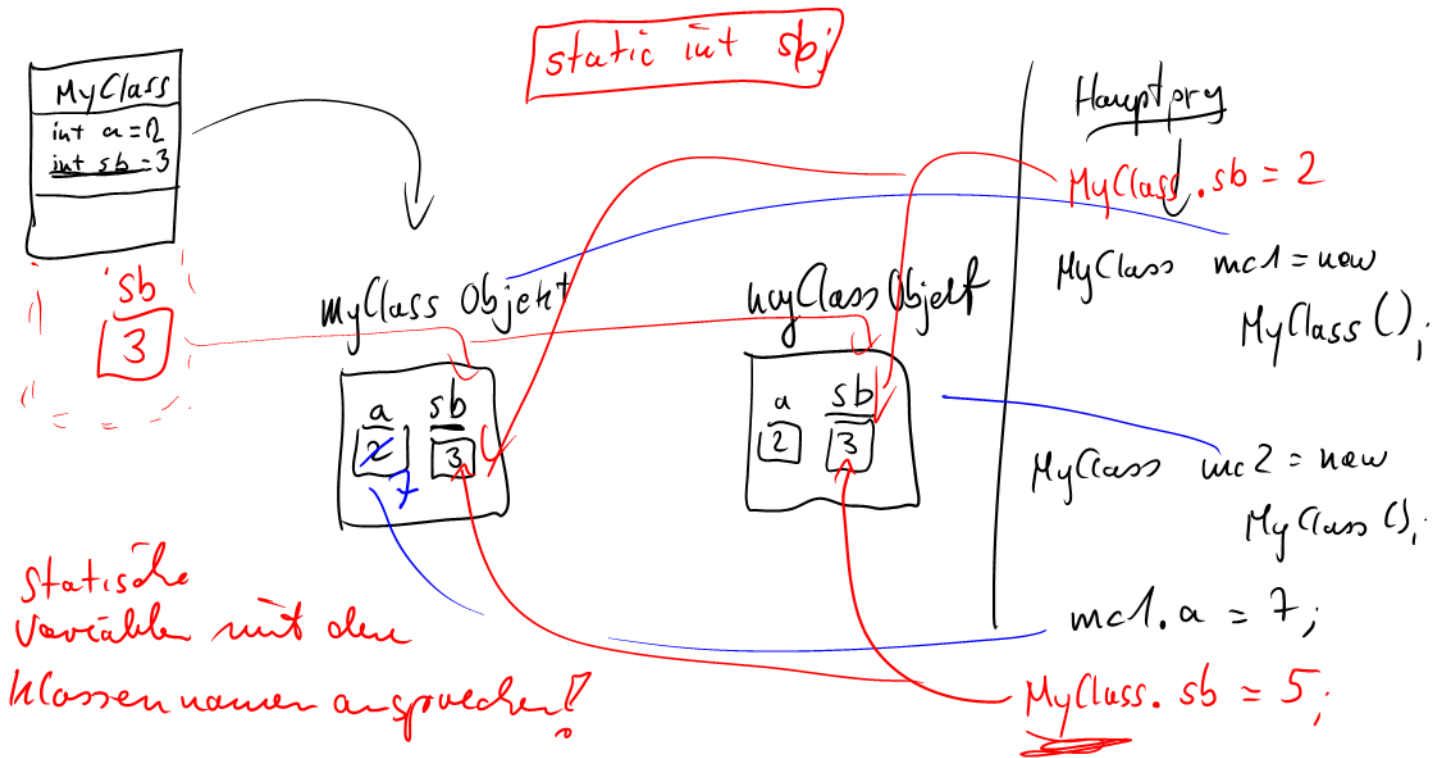 static int sb;
MyClass
int a = 2
int sb = 3
sb
3
myClass Objekt
a sb
2 3
7
myClass Objekt
a sb
2 3
Hauptprg
MyClass.sb = 2
MyClass mc1 = new
MyClass();
MyClass mc2 = new
MyClass();
mc1.a = 7;
MyClass.sb = 5;
Statische
Variablen mit dem
Klassennamen ansprechen!